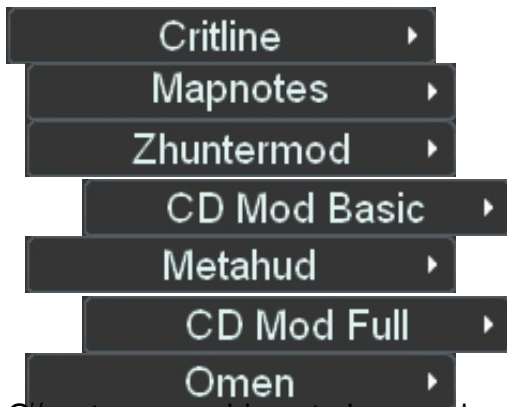 Critline
Mapnotes
Zhuntermod
CD Mod Basic
Metahud
CD Mod Full
Omen